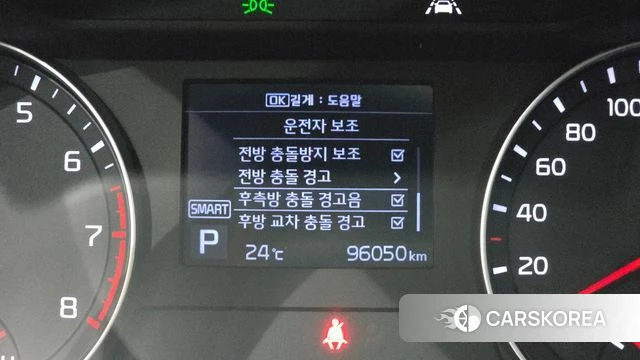 OK길게 : 도움말
운전자 보조
전방 충돌방지 보조
전방 충돌 경고
후측방 충돌 경고음
후방 교차 충돌 경고
SMART
P
24℃
96050km
5
6
7
8
100
80
60
40
20
CARSKOREA